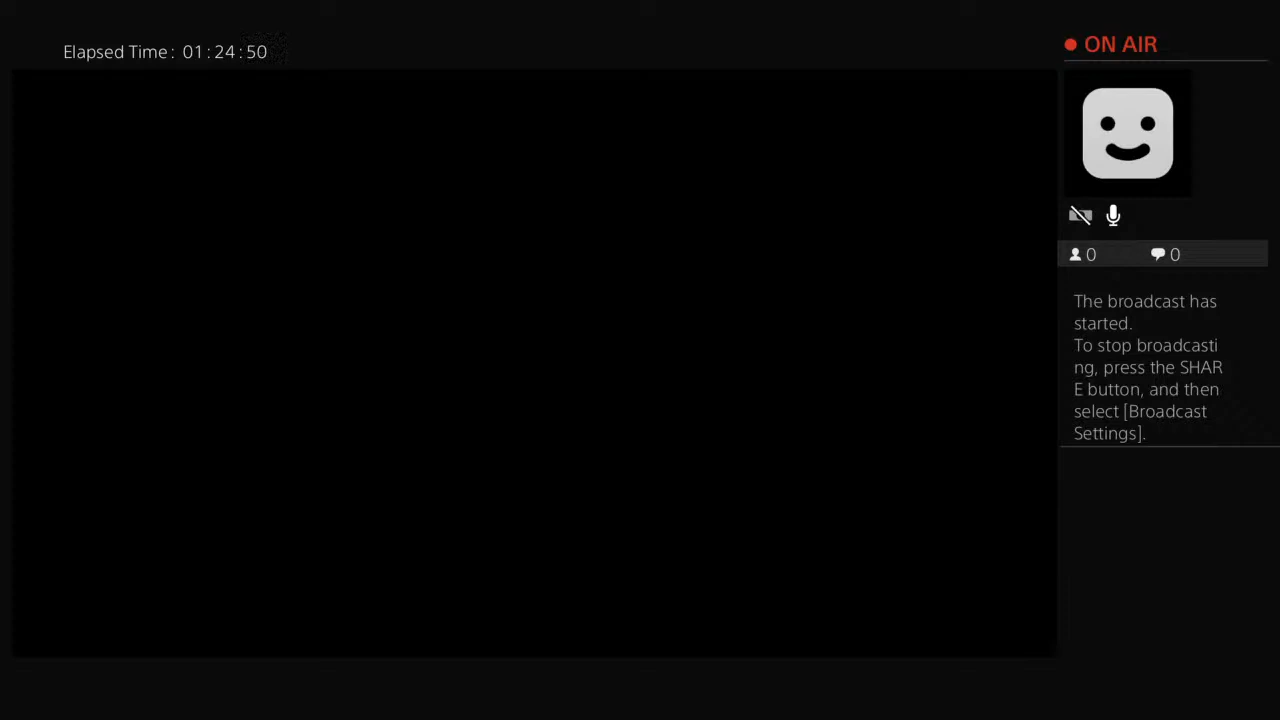 Elapsed Time: 01:24:50
ON AIR
0 0
The broadcast has
started.
To stop broadcasti
ng, press the SHAR
E button, and then
select [Broadcast
Settings].